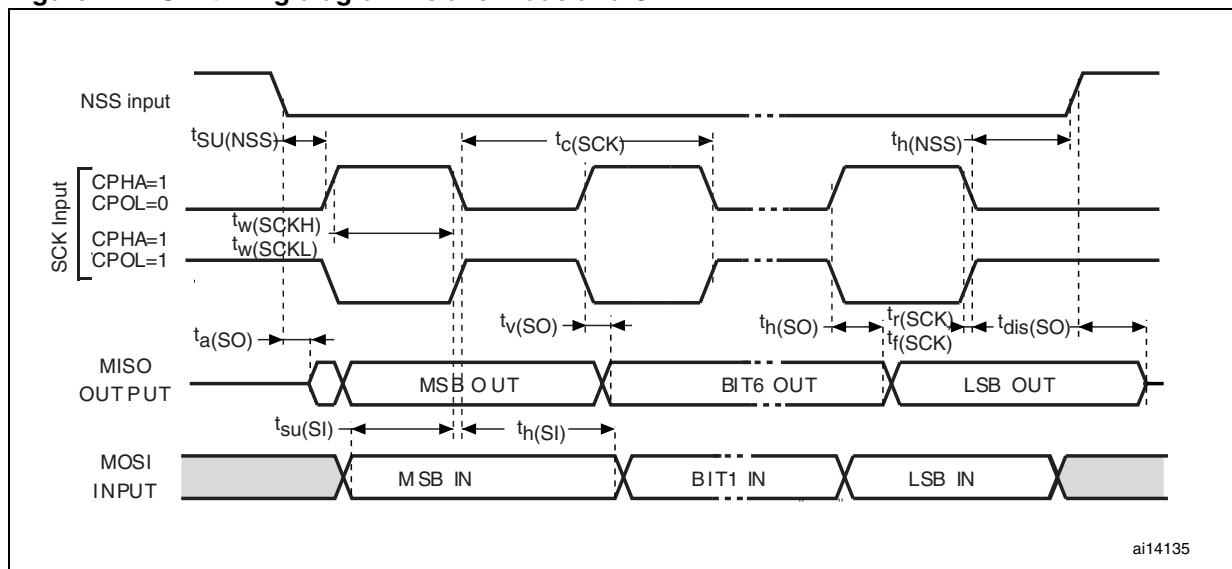 NSS input
tSU(NSS)
tc(SCK)
th(NSS)
SCK Input
CPHA=1
CPOL=0
CPHA=1
CPOL=1
tw(SCKH)
tw(SCKL)
ta(SO)
tv(SO)
th(SO)
tr(SCK)
tf(SCK)
tdis(SO)
MISO
OUTPUT
MSB OUT
BIT6 OUT
LSB OUT
tsu(SI)
th(SI)
MOSI
INPUT
MSB IN
BIT1 IN
LSB IN
ai14135